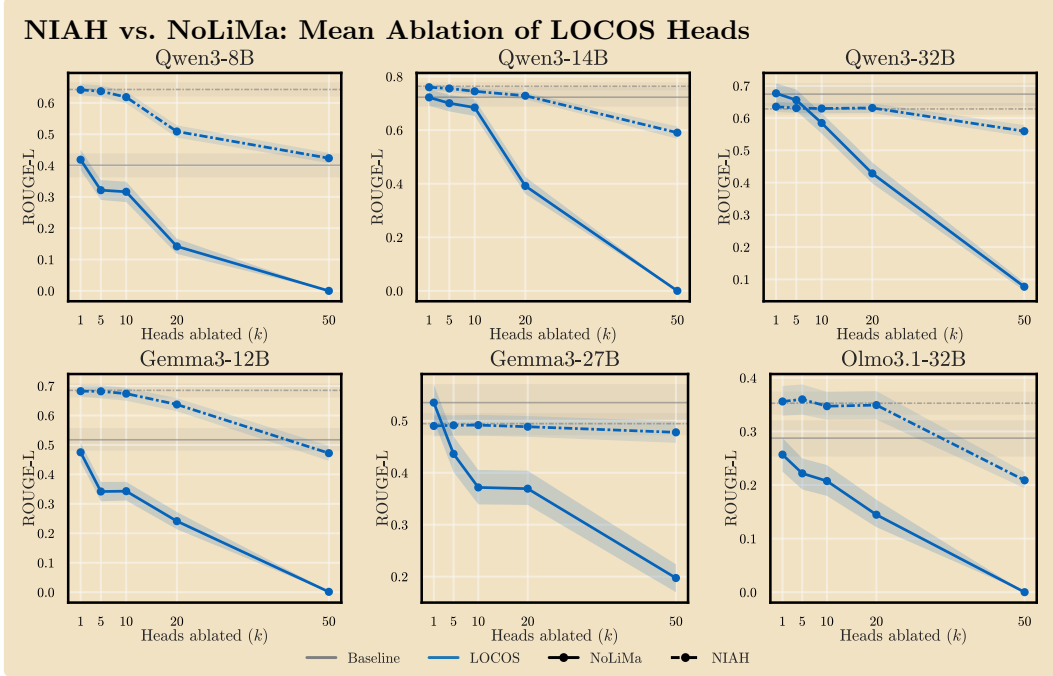 NIAH vs. NoLiMa: Mean Ablation of LOCOS Heads
Qwen3-8B
ROUGE-L
0.6
0.5
0.4
0.3
0.2
0.1
0.0
1 5 10 20 50
Heads ablated (k)
Qwen3-14B
ROUGE-L
0.8
0.6
0.4
0.2
0.0
1 5 10 20 50
Heads ablated (k)
Qwen3-32B
ROUGE-L
0.7
0.6
0.5
0.4
0.3
0.2
0.1
1 5 10 20 50
Heads ablated (k)
Gemma3-12B
ROUGE-L
0.7
0.6
0.5
0.4
0.3
0.2
0.1
0.0
1 5 10 20 50
Heads ablated (k)
Gemma3-27B
ROUGE-L
0.5
0.4
0.3
0.2
1 5 10 20 50
Heads ablated (k)
Olmo3.1-32B
ROUGE-L
0.4
0.3
0.2
0.1
0.0
1 5 10 20 50
Heads ablated (k)
Baseline LOCOS NoLiMa NIAH